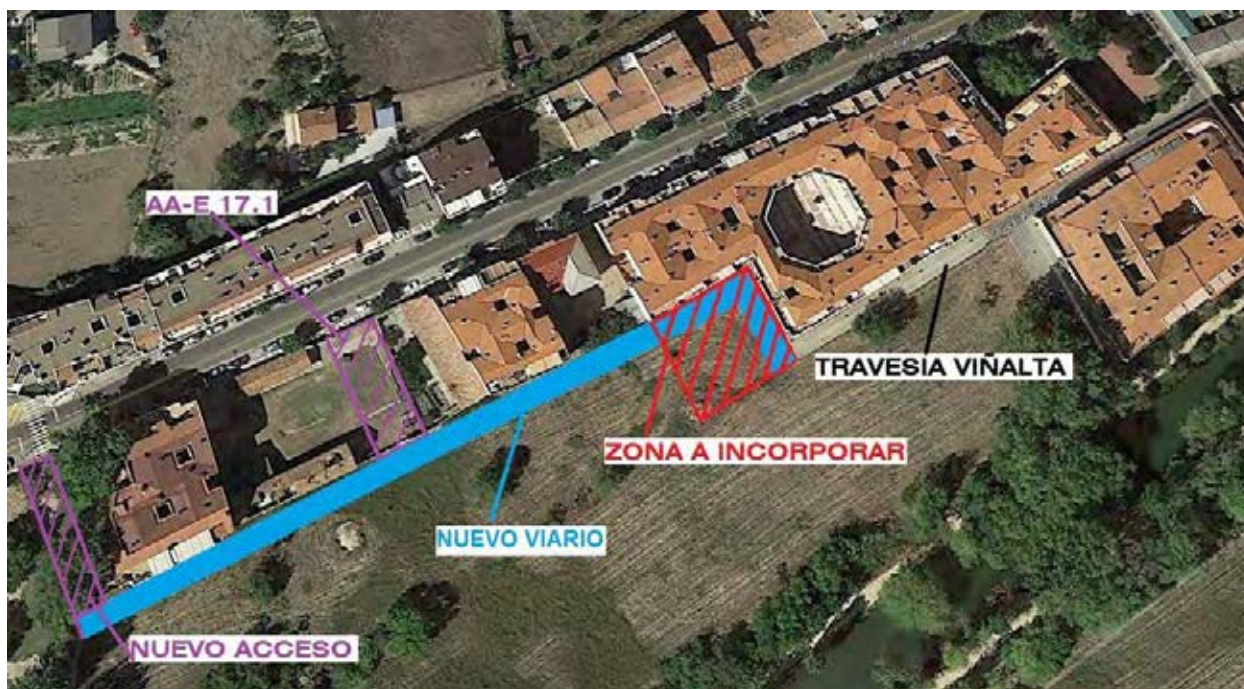 AA-E 17.1
TRAVESIA VIÑALTA
ZONA A INCORPORAR
NUEVO VIARIO
NUEVO ACCESO